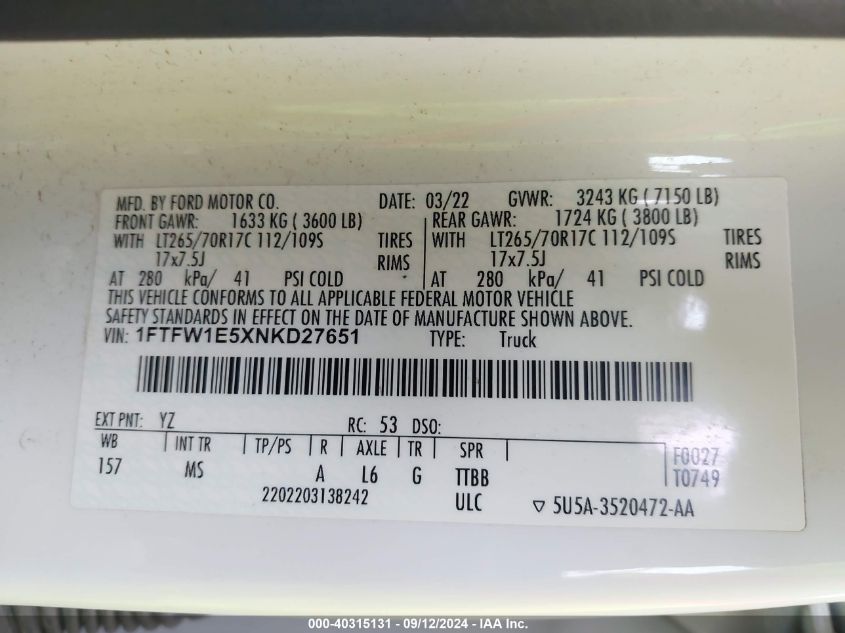 MFD. BY FORD MOTOR CO. DATE: 03/22 GVWR: 3243 KG ( 7150 LB)
FRONT GAWR: 1633 KG ( 3600 LB) REAR GAWR: 1724 KG ( 3800 LB)
WITH LT265/70R17C 112/109S TIRES WITH LT265/70R17C 112/109S TIRES
17x7.5J RIMS 17x7.5J RIMS
AT 280 kPa/ 41 PSI COLD AT 280 kPa/ 41 PSI COLD
THIS VEHICLE CONFORMS TO ALL APPLICABLE FEDERAL MOTOR VEHICLE
SAFETY STANDARDS IN EFFECT ON THE DATE OF MANUFACTURE SHOWN ABOVE.
VIN: 1FTFW1E5XNKD27651 TYPE: Truck
EXT PNT: YZ RC: 53 DSO:
WB INT TR TP/PS R AXLE TR SPR F0027
157 MS A L6 G TTBB T0749
2202203138242 ULC ▽ 5U5A-3520472-AA
000-40315131 - 09/12/2024 - IAA Inc.